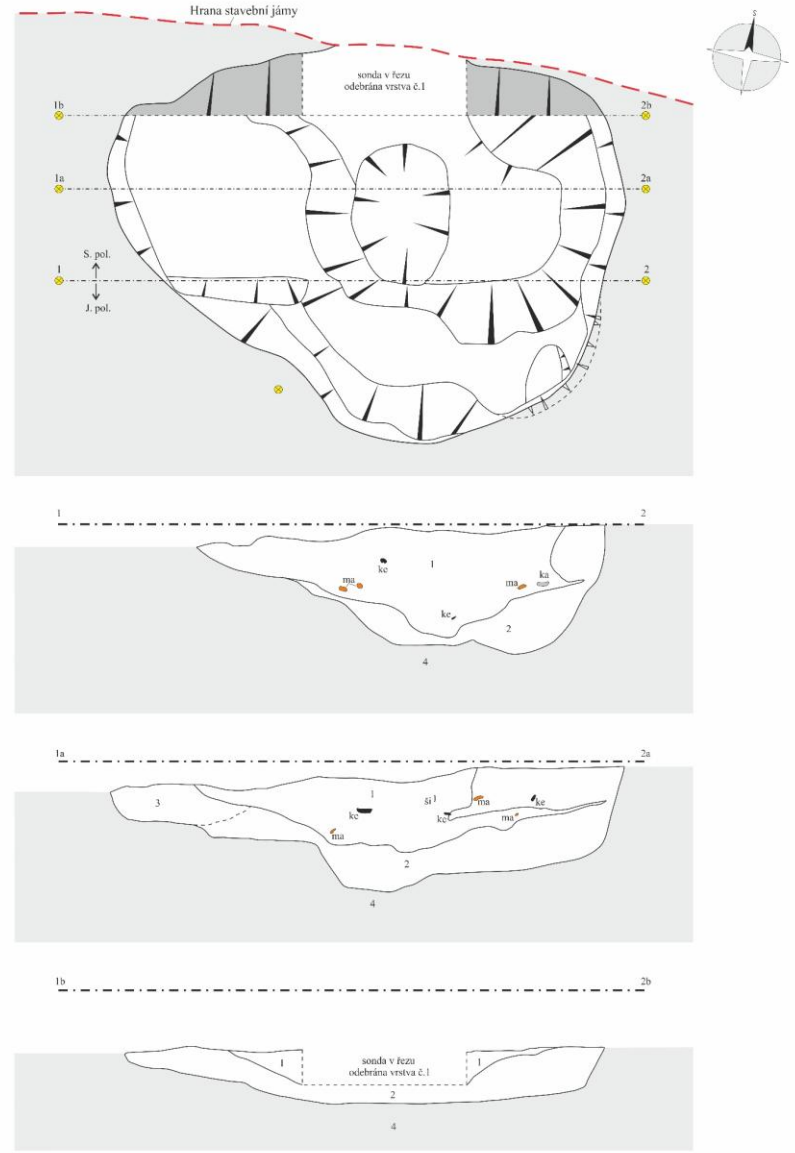 Hrana stavební jámy
S
sonda v řezu
odebrána vrstva č.1
1b
2b
1a
2a
S. pol.
1
2
J. pol.
1
2
ke
1
ma
ma
ka
ke
2
4
1a
2a
3
1
ši
1
ma
ke
ke
ke
ma
ma
2
4
1b
2b
1
sonda v řezu
odebrána vrstva č.1
1
2
4